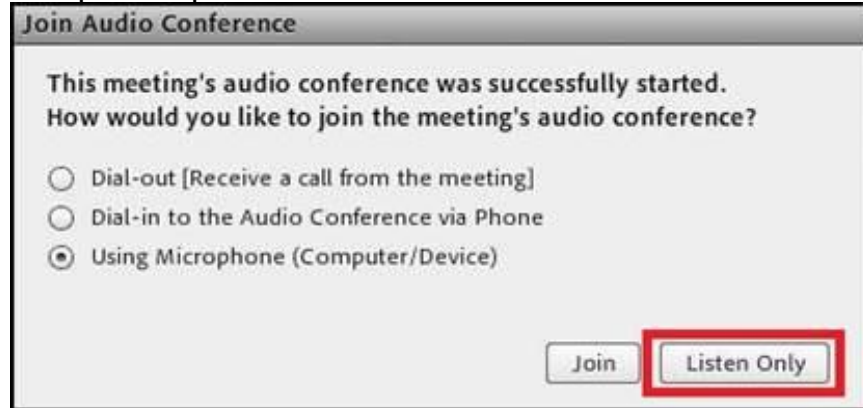 Join Audio Conference
This meeting's audio conference was successfully started.
How would you like to join the meeting's audio conference?
Dial-out [Receive a call from the meeting]
Dial-in to the Audio Conference via Phone
Using Microphone (Computer/Device)
Join
Listen Only